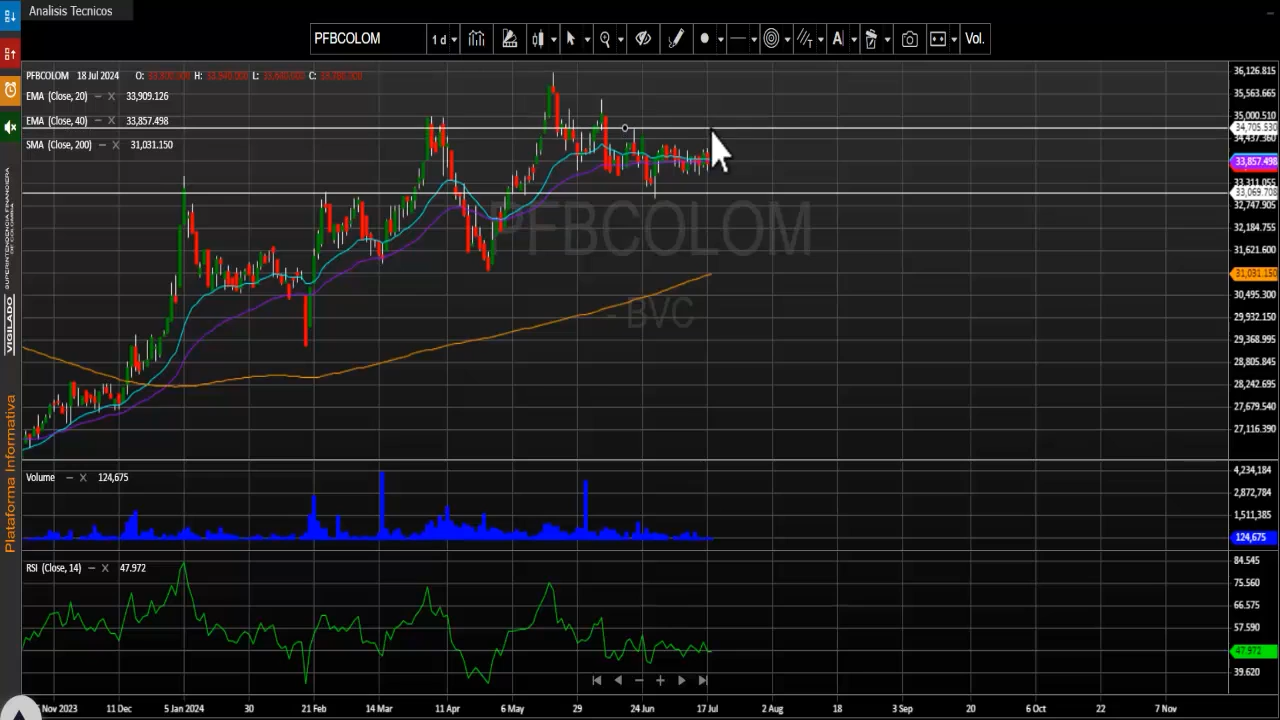 Analisis Tecnicos
PFBCOLOM
1 d
A
Vol.
PFBCOLOM 18 Jul 2024 O: H: L: C:
EMA (Close, 20) 33,909.126
EMA (Close, 40) 33,857.498
SMA (Close, 200) 31,031.150
PFBCOLOM
- BVC
36,126.815
35,563.665
35,000.510
34,705.530
34,437.360
33,857.498
33,311.055
33,069.708
32,747.905
32,184.755
31,621.600
31,031.150
30,495.300
29,932.150
29,368.995
28,805.845
28,242.695
27,679.540
27,116.390
Volume 124,675
4,234,184
2,872,784
1,511,385
124,675
RSI (Close, 14) 47.972
84.545
75.560
66.575
57.590
47.972
39.620
Nov 2023 11 Dec 5 Jan 2024 30 21 Feb 14 Mar 11 Apr 6 May 29 24 Jun 17 Jul 2 Aug 18 3 Sep 20 6 Oct 22 7 Nov
VIGILADO
Plataforma Informativa